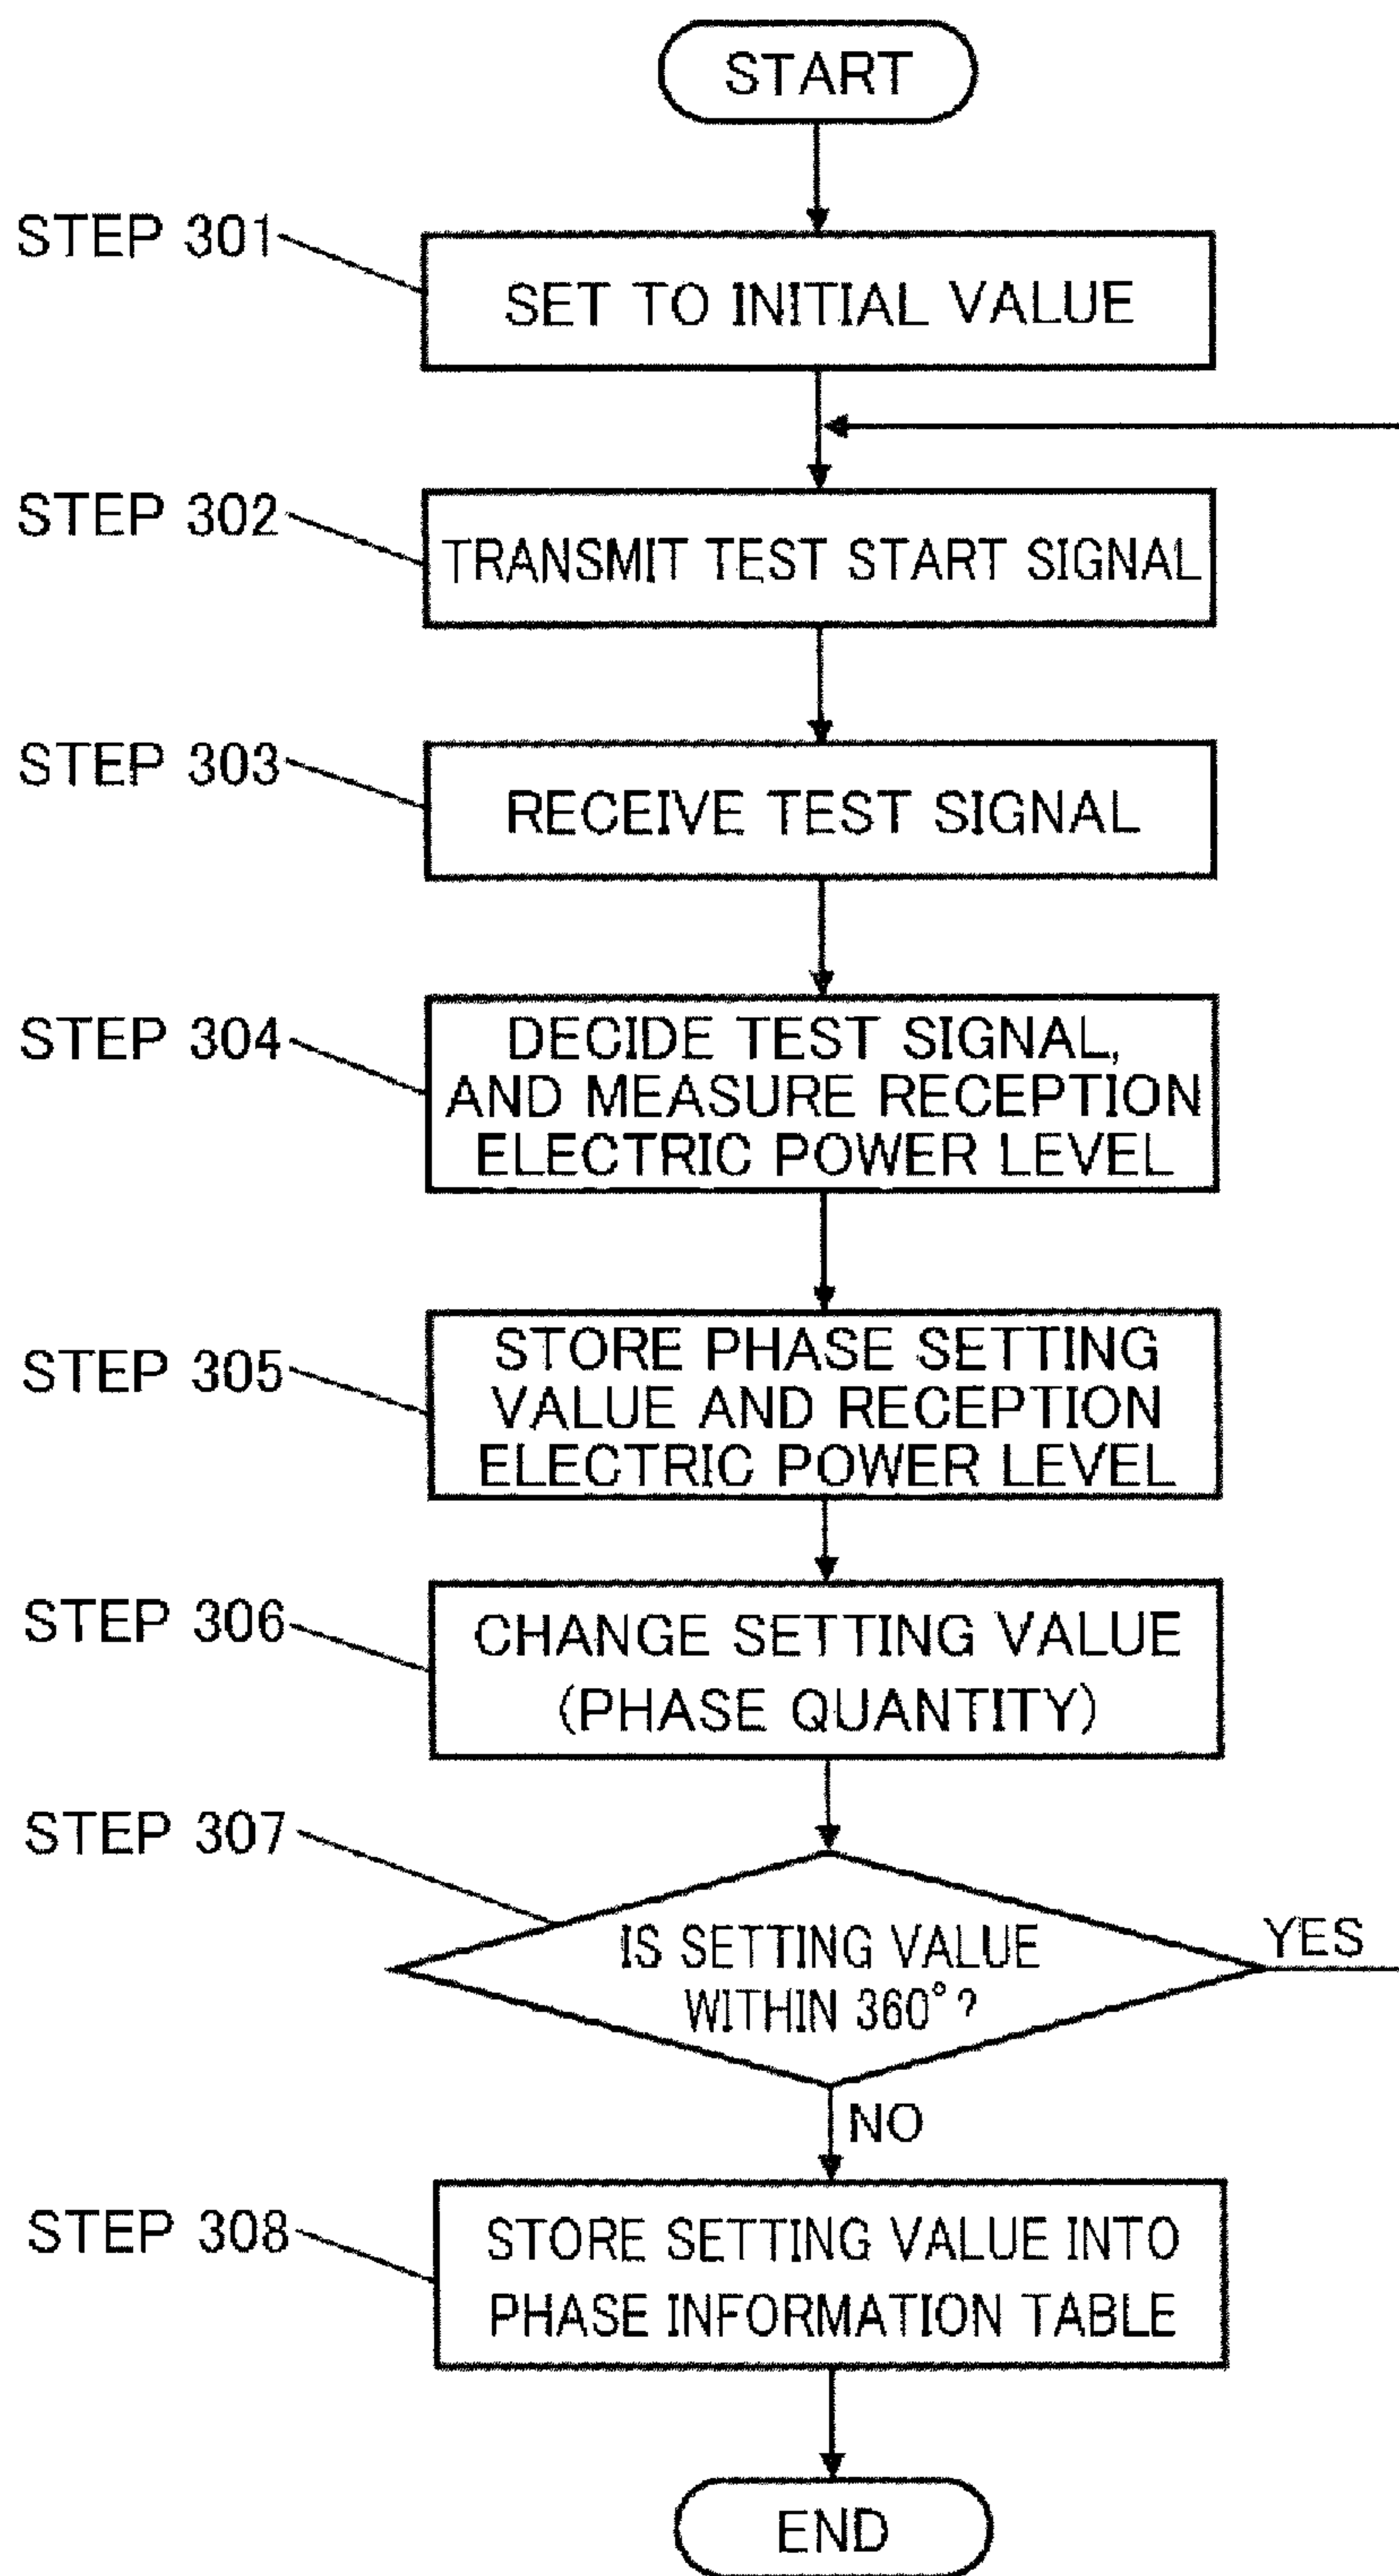 START
STEP 301
SET TO INITIAL VALUE
STEP 302
TRANSMIT TEST START SIGNAL
STEP 303
RECEIVE TEST SIGNAL
STEP 304
DECIDE TEST SIGNAL,
AND MEASURE RECEPTION
ELECTRIC POWER LEVEL
STEP 305
STORE PHASE SETTING
VALUE AND RECEPTION
ELECTRIC POWER LEVEL
STEP 306
CHANGE SETTING VALUE
(PHASE QUANTITY)
STEP 307
IS SETTING VALUE
WITHIN 360°?
YES
NO
STEP 308
STORE SETTING VALUE INTO
PHASE INFORMATION TABLE
END